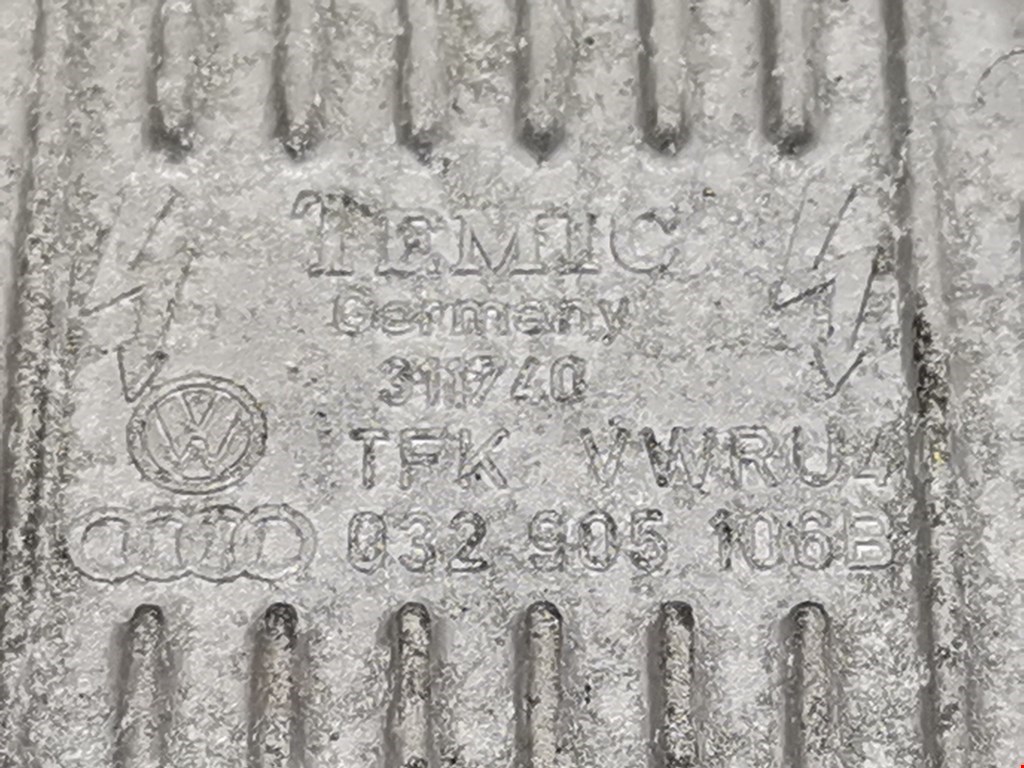 TEMIC
Germany
311740
TFK VWRU4
032 905 106B